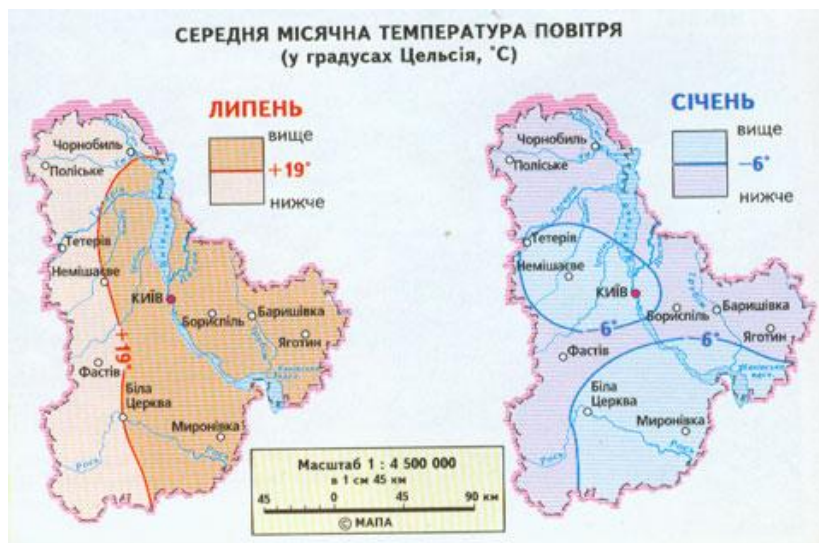 СЕРЕДНЯ МІСЯЧНА ТЕМПЕРАТУРА ПОВІТРЯ
(у градусах Цельсія, °С)
ЛИПЕНЬ
вище
+19°
нижче
Чорнобиль
Поліське
Тетерів
Немішаєве
КИЇВ
Бориспіль
Баришівка
Яготин
+19°
Фастів
Біла
Церква
Миронівка
Рось
СІЧЕНЬ
вище
−6°
нижче
Чорнобиль
Поліське
Тетерів
Немішаєве
КИЇВ
Бориспіль
Баришівка
Яготин
−6°
−6°
Фастів
Біла
Церква
Миронівка
Рось
Масштаб 1 : 4 500 000
в 1 см 45 км
45 0 45 90 км
© МАПА